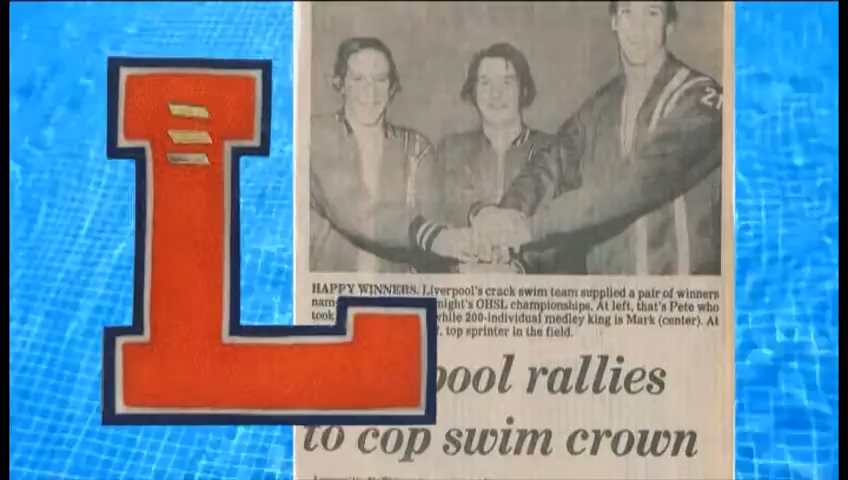 L
21
HAPPY WINNERS. Liverpool's crack swim team supplied a pair of winners
night's OHSL championships. At left, that's Pete who
took while 200-individual medley king is Mark (center). At
top sprinter in the field.
pool rallies
to cop swim crown